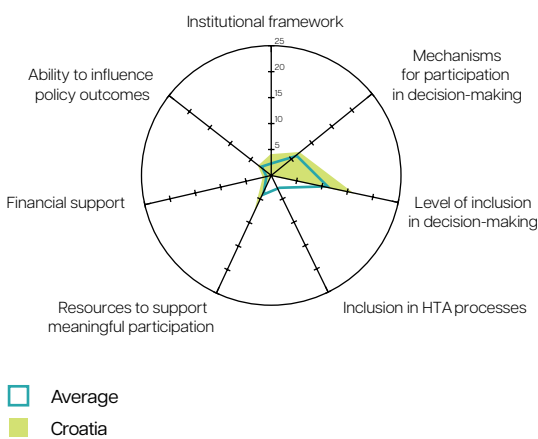 Institutional framework
25
20
15
10
5
Mechanisms
for participation
in decision-making
Level of inclusion
in decision-making
Inclusion in HTA processes
Resources to support
meaningful participation
Financial support
Ability to influence
policy outcomes
Average
Croatia